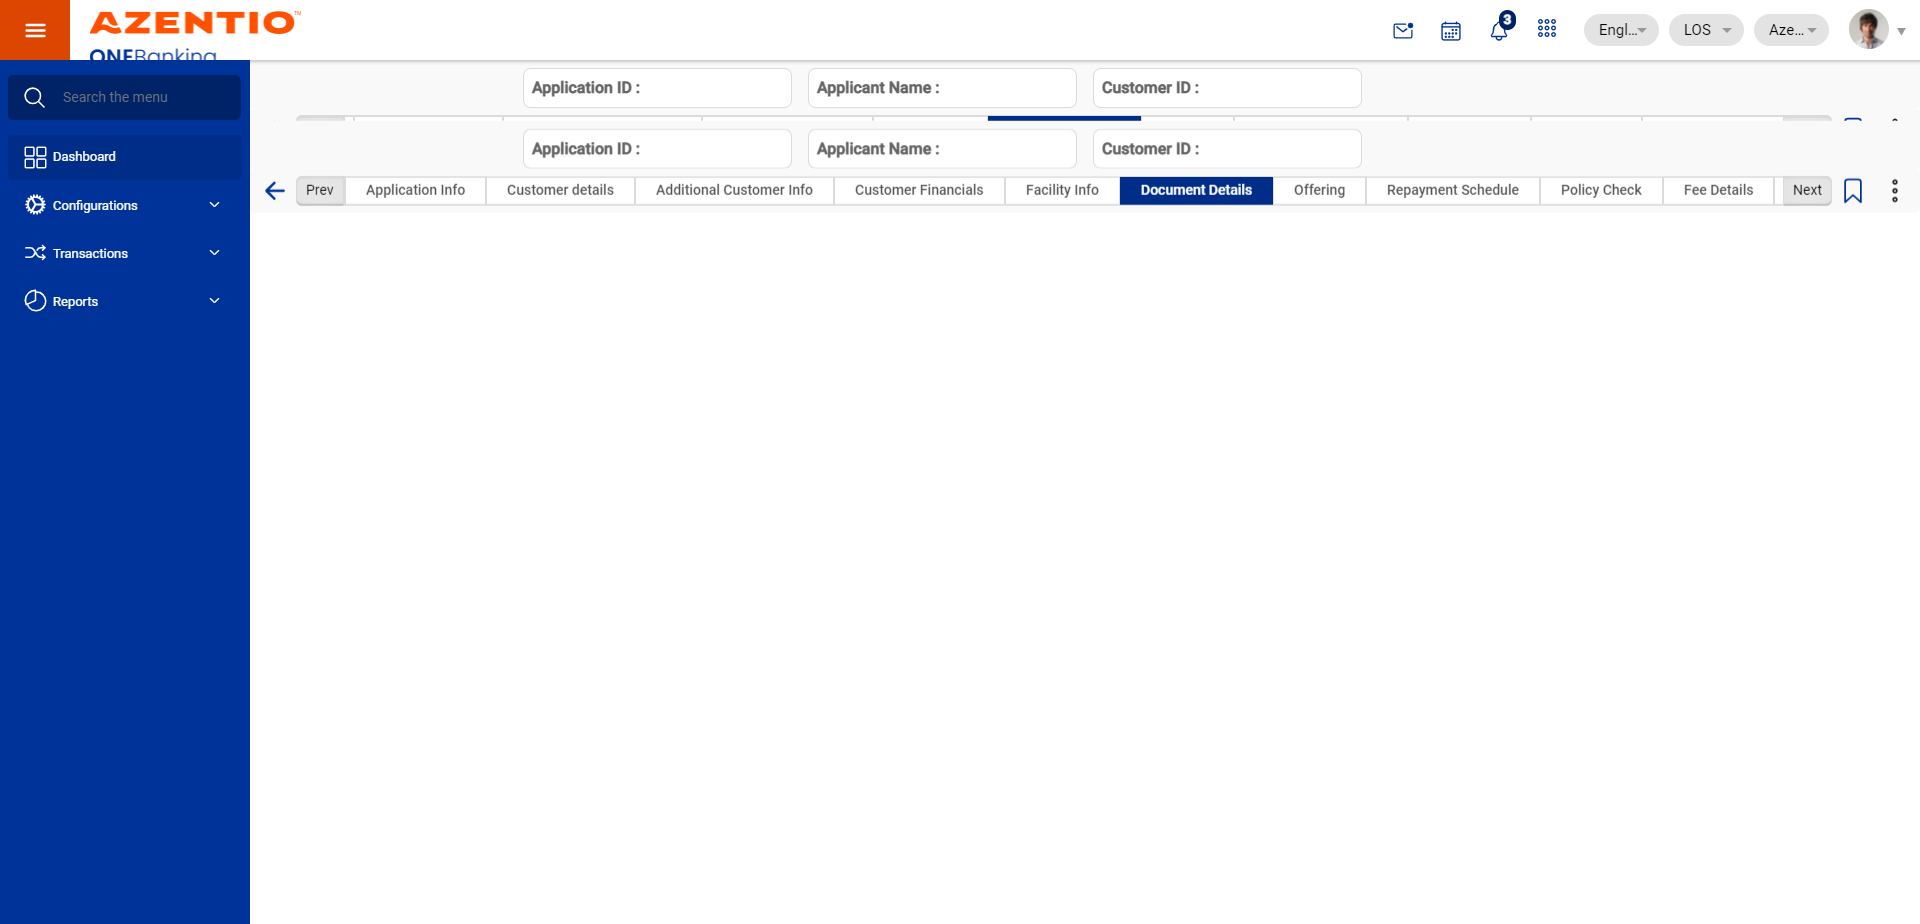 AZENTIO™
ONEBanking
3
Engl...
LOS
Aze...
Search the menu
Dashboard
Configurations
Transactions
Reports
Application ID :
Applicant Name :
Customer ID :
Application ID :
Applicant Name :
Customer ID :
Prev
Application Info
Customer details
Additional Customer Info
Customer Financials
Facility Info
Document Details
Offering
Repayment Schedule
Policy Check
Fee Details
Next